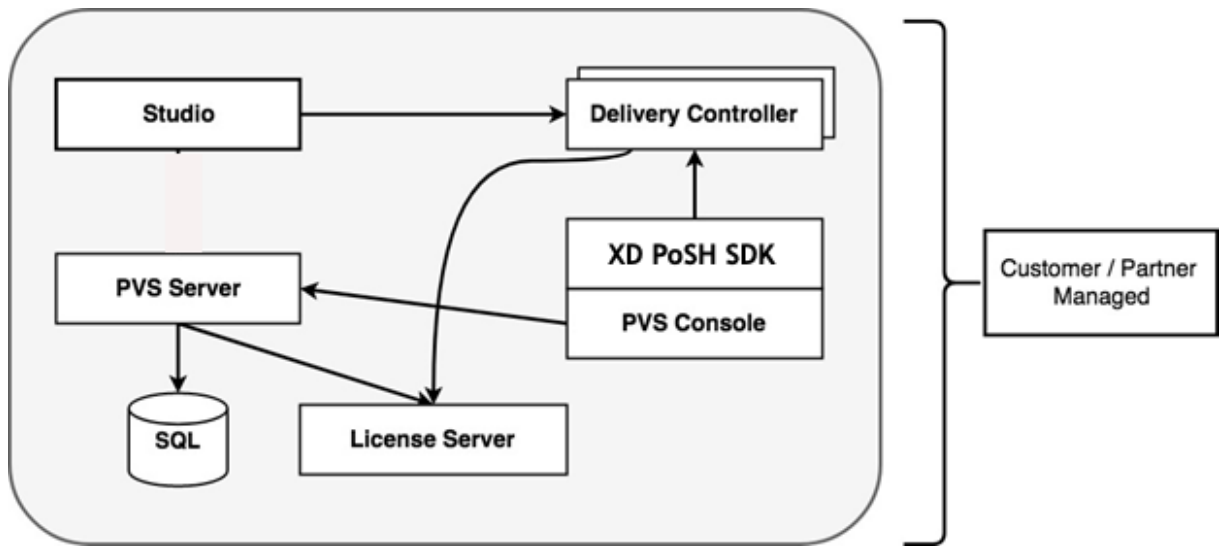 Studio
Delivery Controller
XD PoSH SDK
PVS Server
PVS Console
Customer / Partner
Managed
SQL
License Server